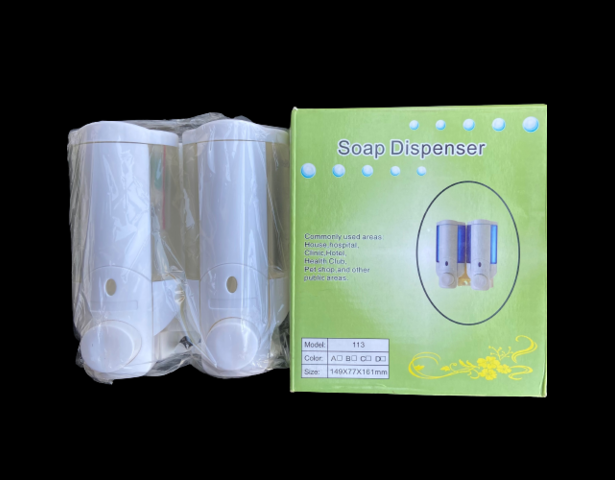 Soap Dispenser
Commonly used areas:
House,hospital,
Clinic,Hotel,
Health Club,
Pet shop and other
public areas.
Model: 113
Color: A□ B□ C□ D□
Size: 149X77X161mm